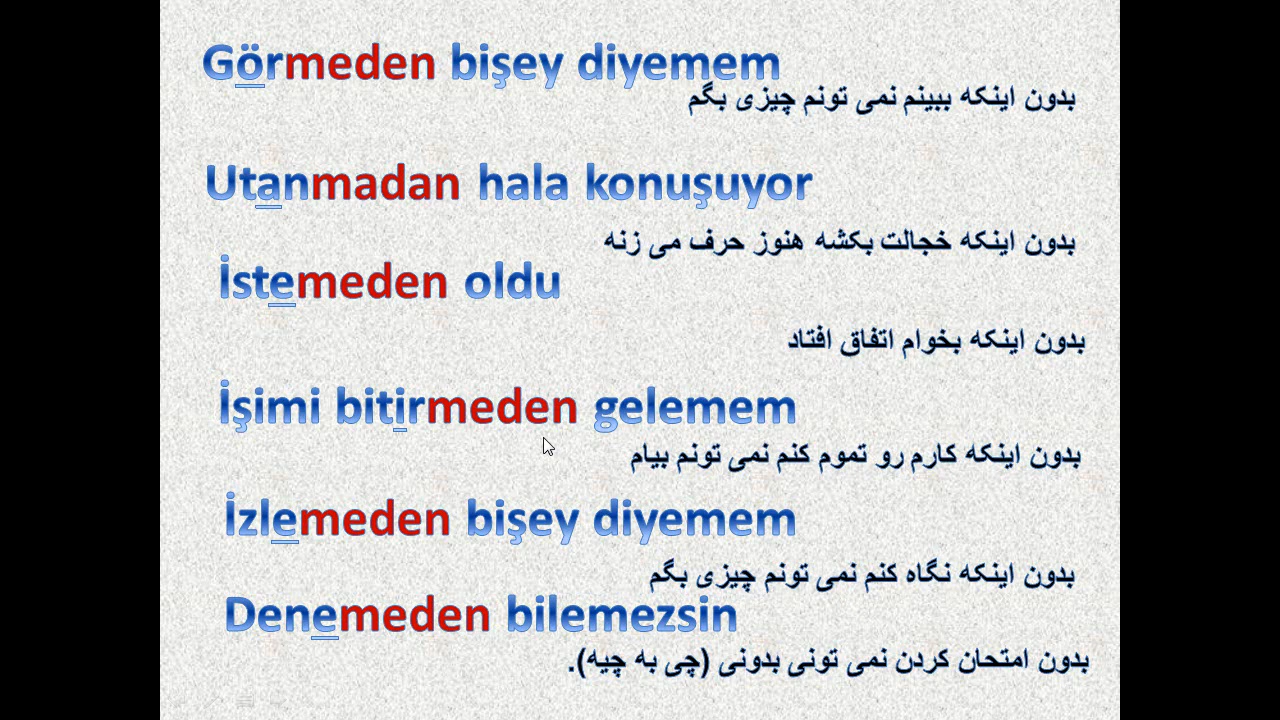 Görmeden bişey diyemem
بدون اینکه ببینم نمی تونم چیزی بگم
Utanmadan hala konuşuyor
بدون اینکه خجالت بکشه هنوز حرف می زنه
İstemeden oldu
بدون اینکه بخوام اتفاق افتاد
İşimi bitirmeden gelemem
بدون اینکه کارم رو تموم کنم نمی تونم بیام
İzlemeden bişey diyemem
بدون اینکه نگاه کنم نمی تونم چیزی بگم
Denemeden bilemezsin
بدون امتحان کردن نمی تونی بدونی (چی به چیه).